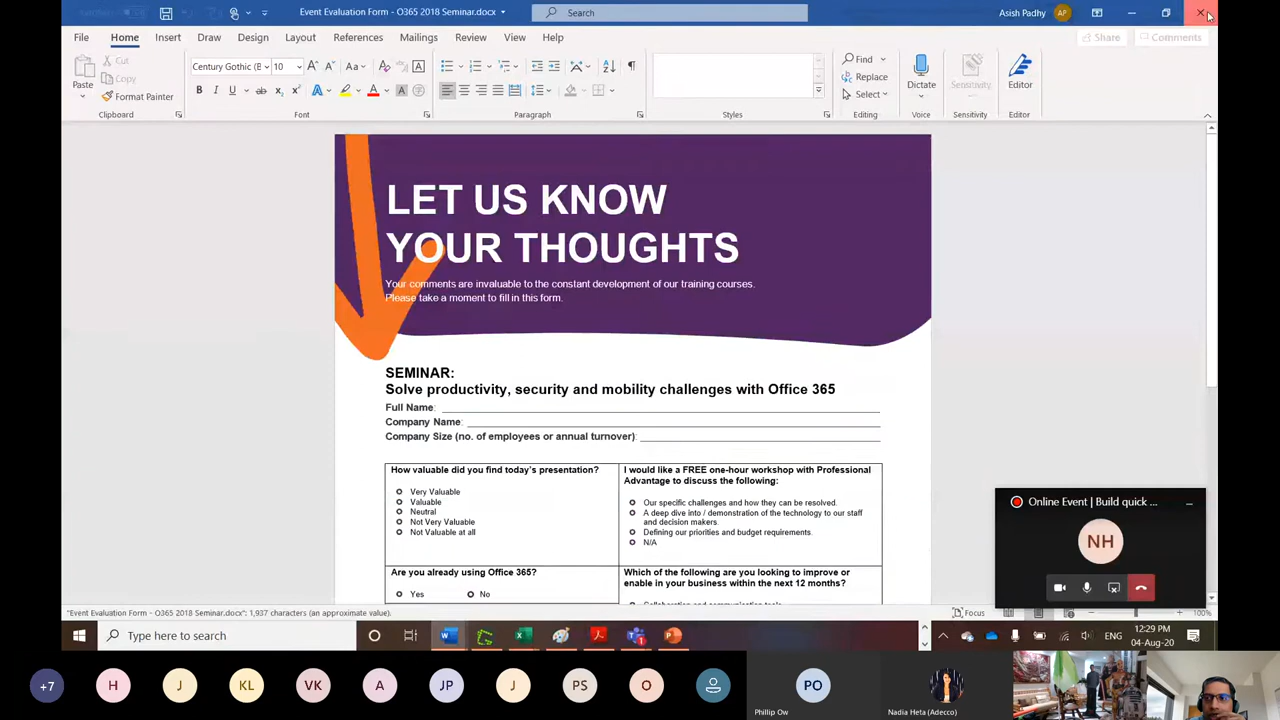 Event Evaluation Form - O365 2018 Seminar.docx
Search
Asish Padhy
AP
File Home Insert Draw Design Layout References Mailings Review View Help
Share
Comments
Paste
Cut
Copy
Format Painter
Clipboard
Century Gothic (B
10
Font
Paragraph
Styles
Find
Replace
Select
Editing
Dictate
Voice
Sensitivity
Sensitivity
Editor
Editor
LET US KNOW
YOUR THOUGHTS
Your comments are invaluable to the constant development of our training courses.
Please take a moment to fill in this form.
SEMINAR:
Solve productivity, security and mobility challenges with Office 365
Full Name:
Company Name:
Company Size (no. of employees or annual turnover):
How valuable did you find today's presentation?
Very Valuable
Valuable
Neutral
Not Very Valuable
Not Valuable at all
I would like a FREE one-hour workshop with Professional
Advantage to discuss the following:
Our specific challenges and how they can be resolved.
A deep dive into / demonstration of the technology to our staff
and decision makers.
Defining our priorities and budget requirements.
N/A
Are you already using Office 365?
Yes No
Which of the following are you looking to improve or
enable in your business within the next 12 months?
Online Event | Build quick ...
NH
"Event Evaluation Form - O365 2018 Seminar.docx": 1,937 characters (an approximate value).
Focus
100%
Type here to search
ENG
12:29 PM
04-Aug-20
+7
H
J
KL
VK
A
JP
J
PS
O
PO
Phillip Ow
Nadia Heta (Adecco)